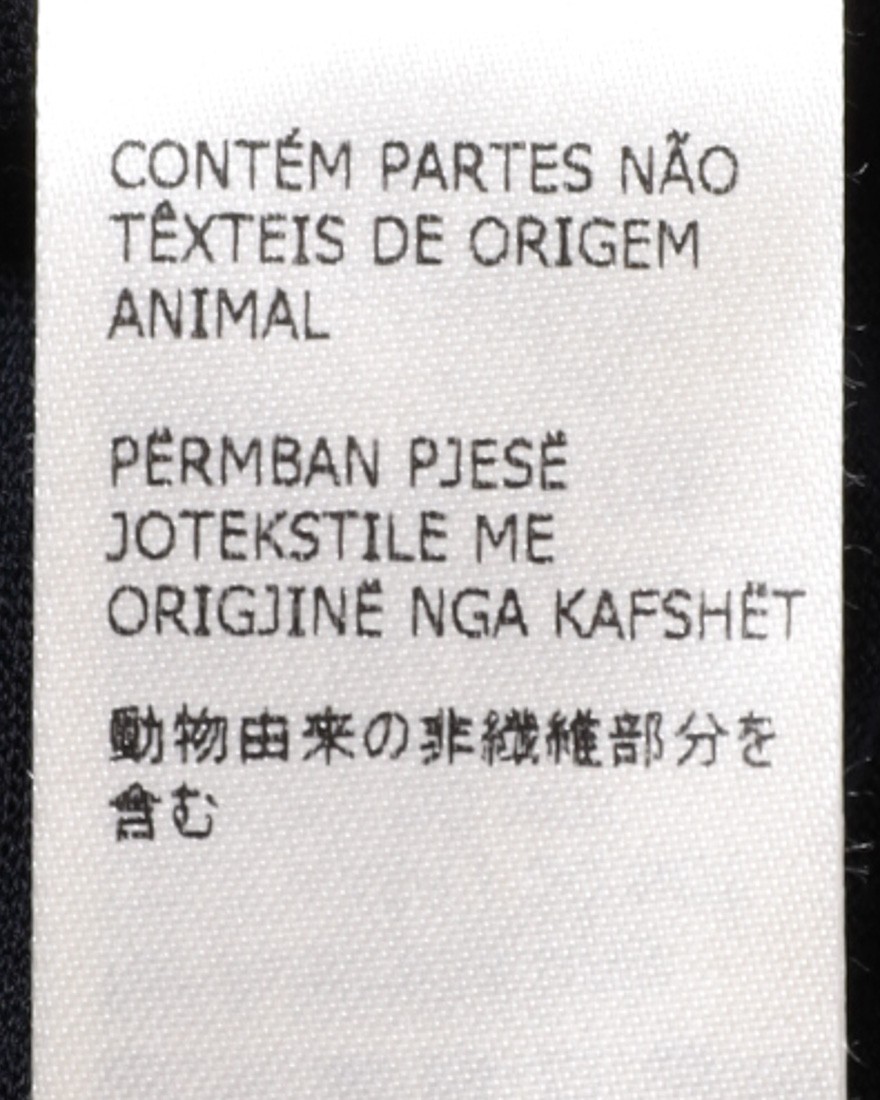 CONTÉM PARTES NÃO
TÊXTEIS DE ORIGEM
ANIMAL
PËRMBAN PJESË
JOTEKSTILE ME
ORIGJINË NGA KAFSHËT
動物由来の非繊維部分を
含む